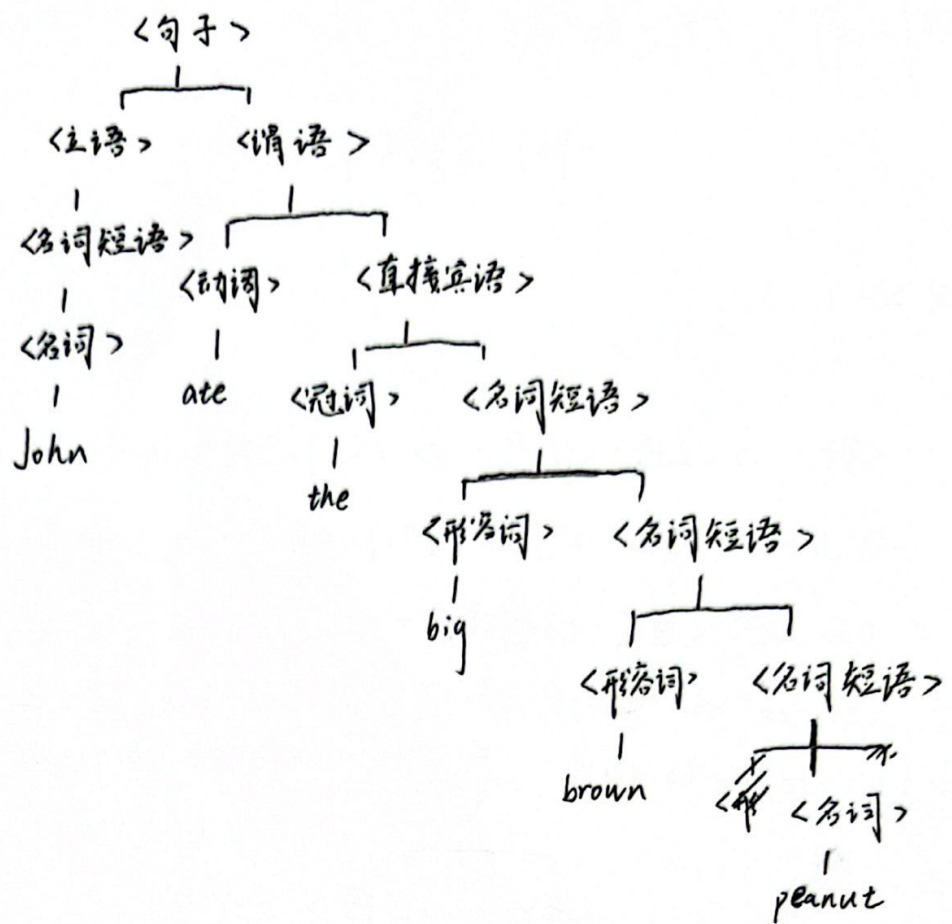 <句子>
<主语> <谓语>
<名词短语>
<动词> <直接宾语>
<名词>
ate <冠词> <名词短语>
John
the
<形容词> <名词短语>
big
<形容词> <名词短语>
brown <名词>
peanut